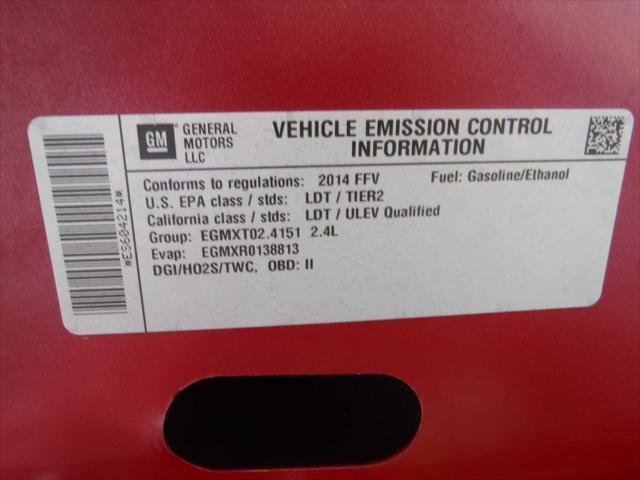 GM
GENERAL
MOTORS
LLC
VEHICLE EMISSION CONTROL
INFORMATION
Conforms to regulations: 2014 FFV Fuel: Gasoline/Ethanol
U.S. EPA class / stds: LDT / TIER2
California class / stds: LDT / ULEV Qualified
Group: EGMXT02.4151 2.4L
Evap: EGMXR0138813
DGI/HO2S/TWC, OBD: II
*ES604214*